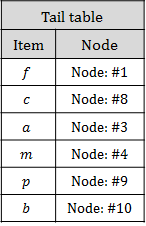 Tail table
Item Node
f Node: #1
c Node: #8
a Node: #3
m Node: #4
p Node: #9
b Node: #10